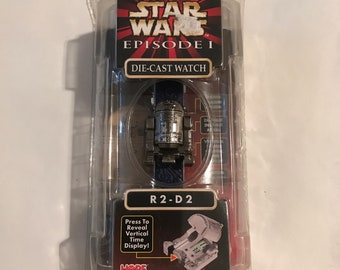 STAR
WARS
EPISODE I
DIE-CAST WATCH
R2-D2
Press To
Reveal
Vertical
Time
Display!
HOPE